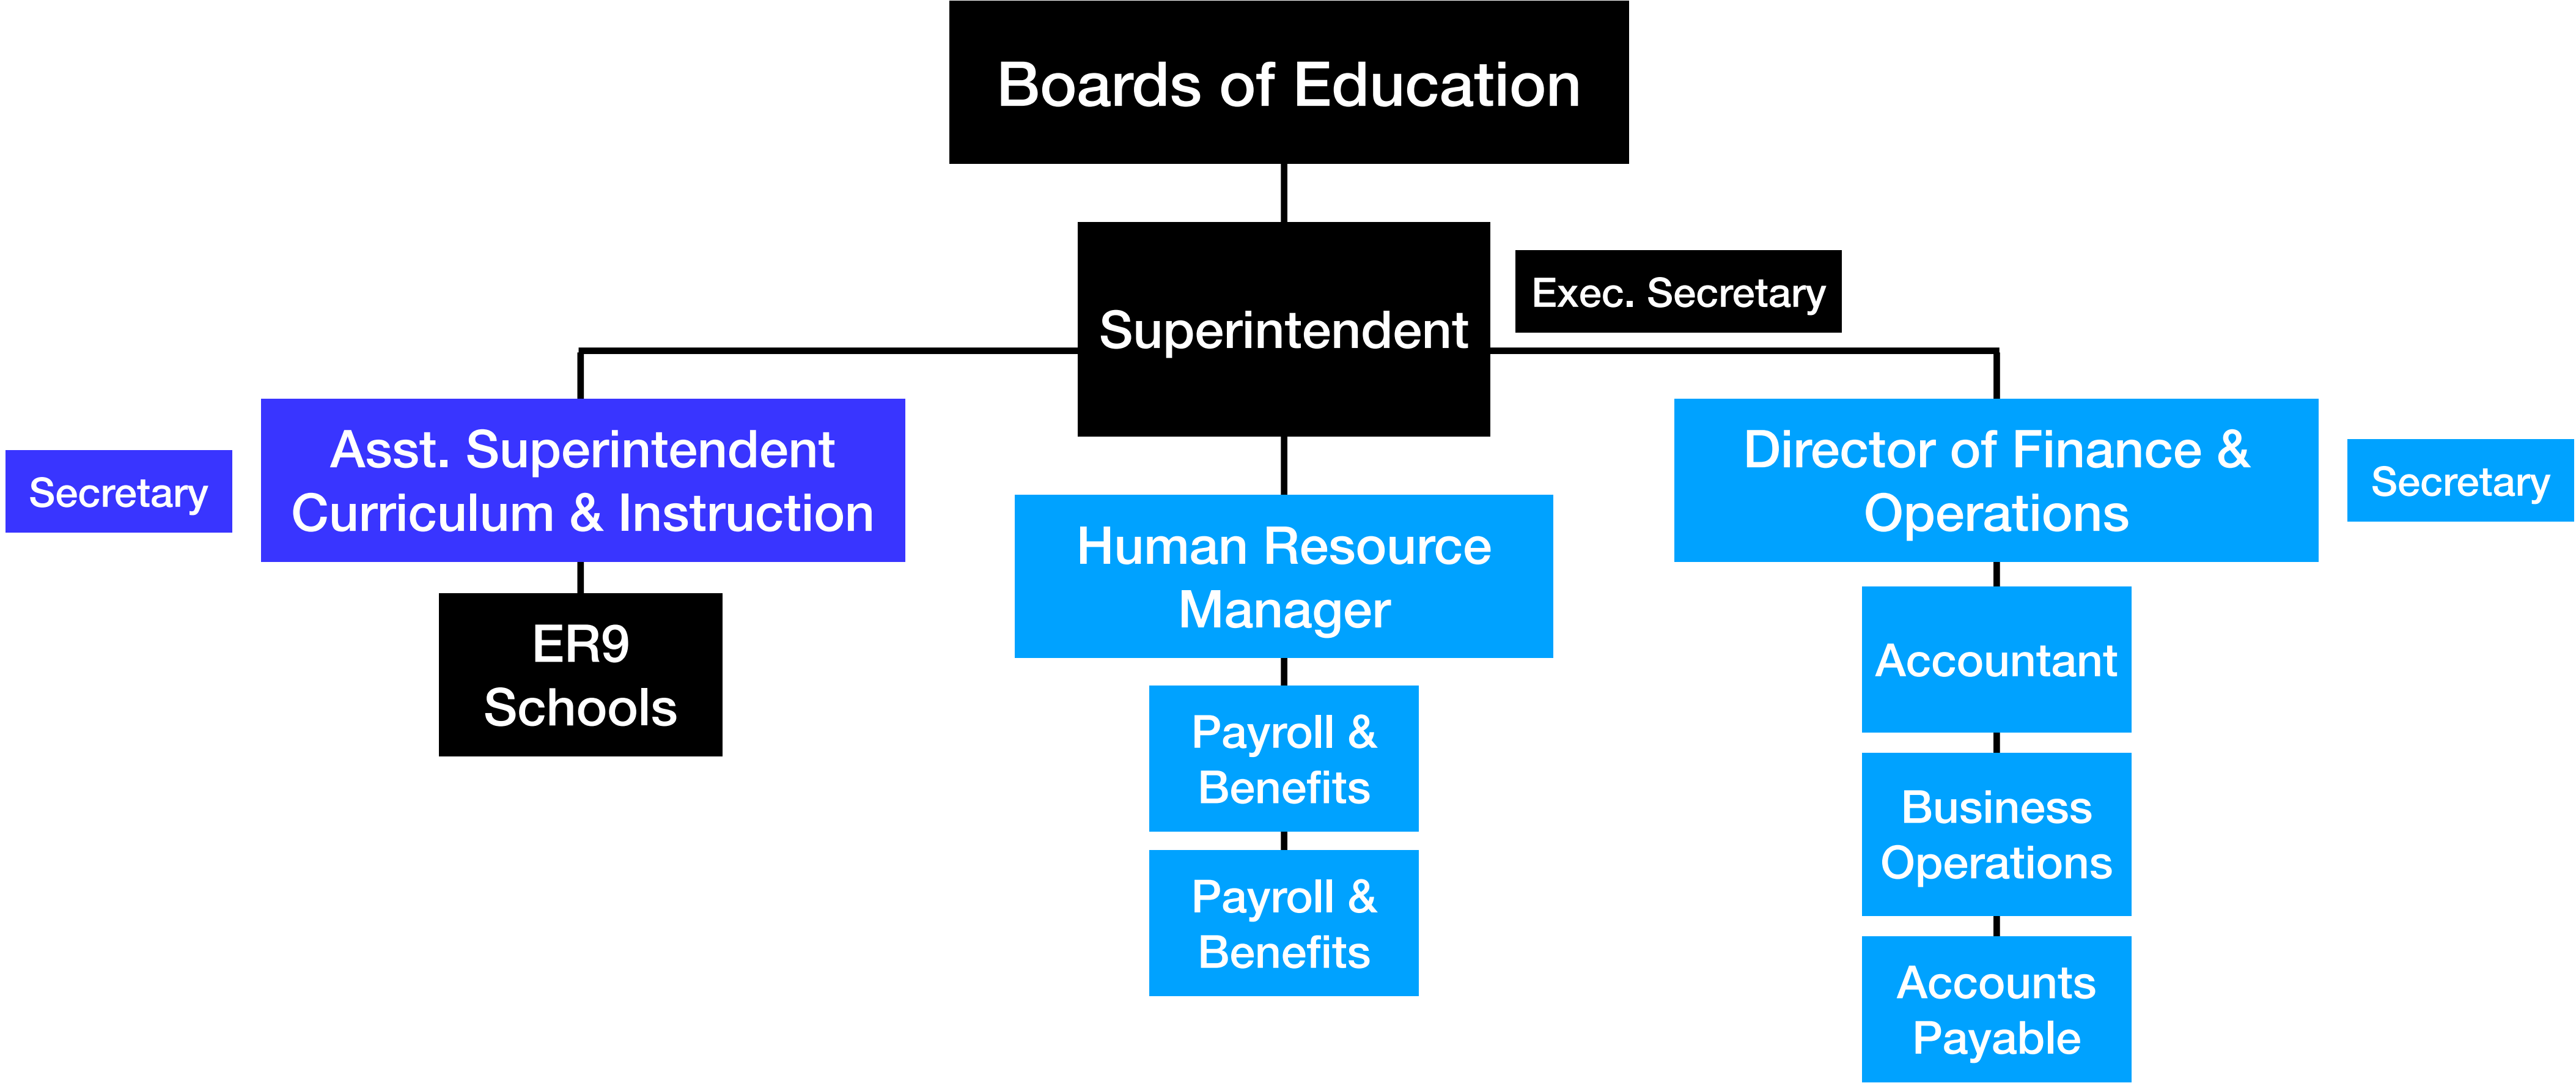 Boards of Education
Superintendent
Exec. Secretary
Secretary
Asst. Superintendent
Curriculum & Instruction
ER9
Schools
Human Resource
Manager
Payroll &
Benefits
Payroll &
Benefits
Director of Finance &
Operations
Secretary
Accountant
Business
Operations
Accounts
Payable